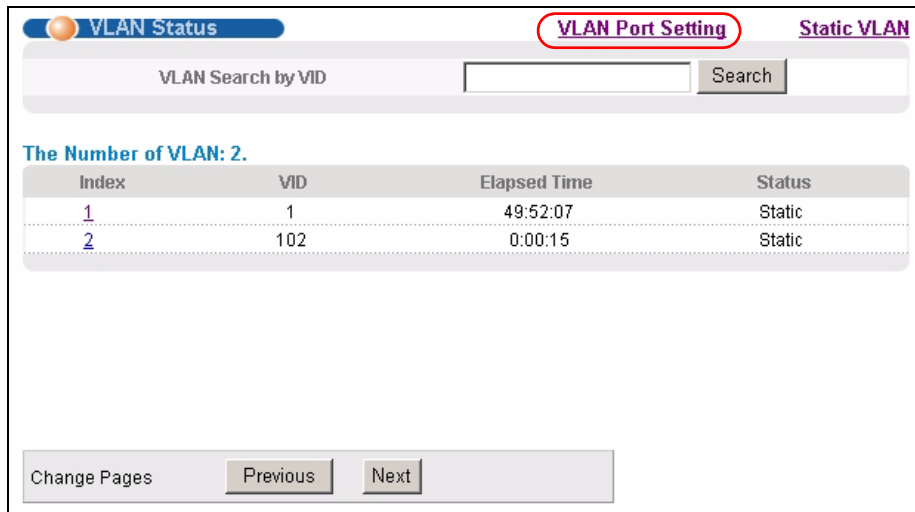 VLAN Status VLAN Port Setting Static VLAN
VLAN Search by VID Search
The Number of VLAN: 2.
Index VID Elapsed Time Status
1 1 49:52:07 Static
2 102 0:00:15 Static
Change Pages Previous Next